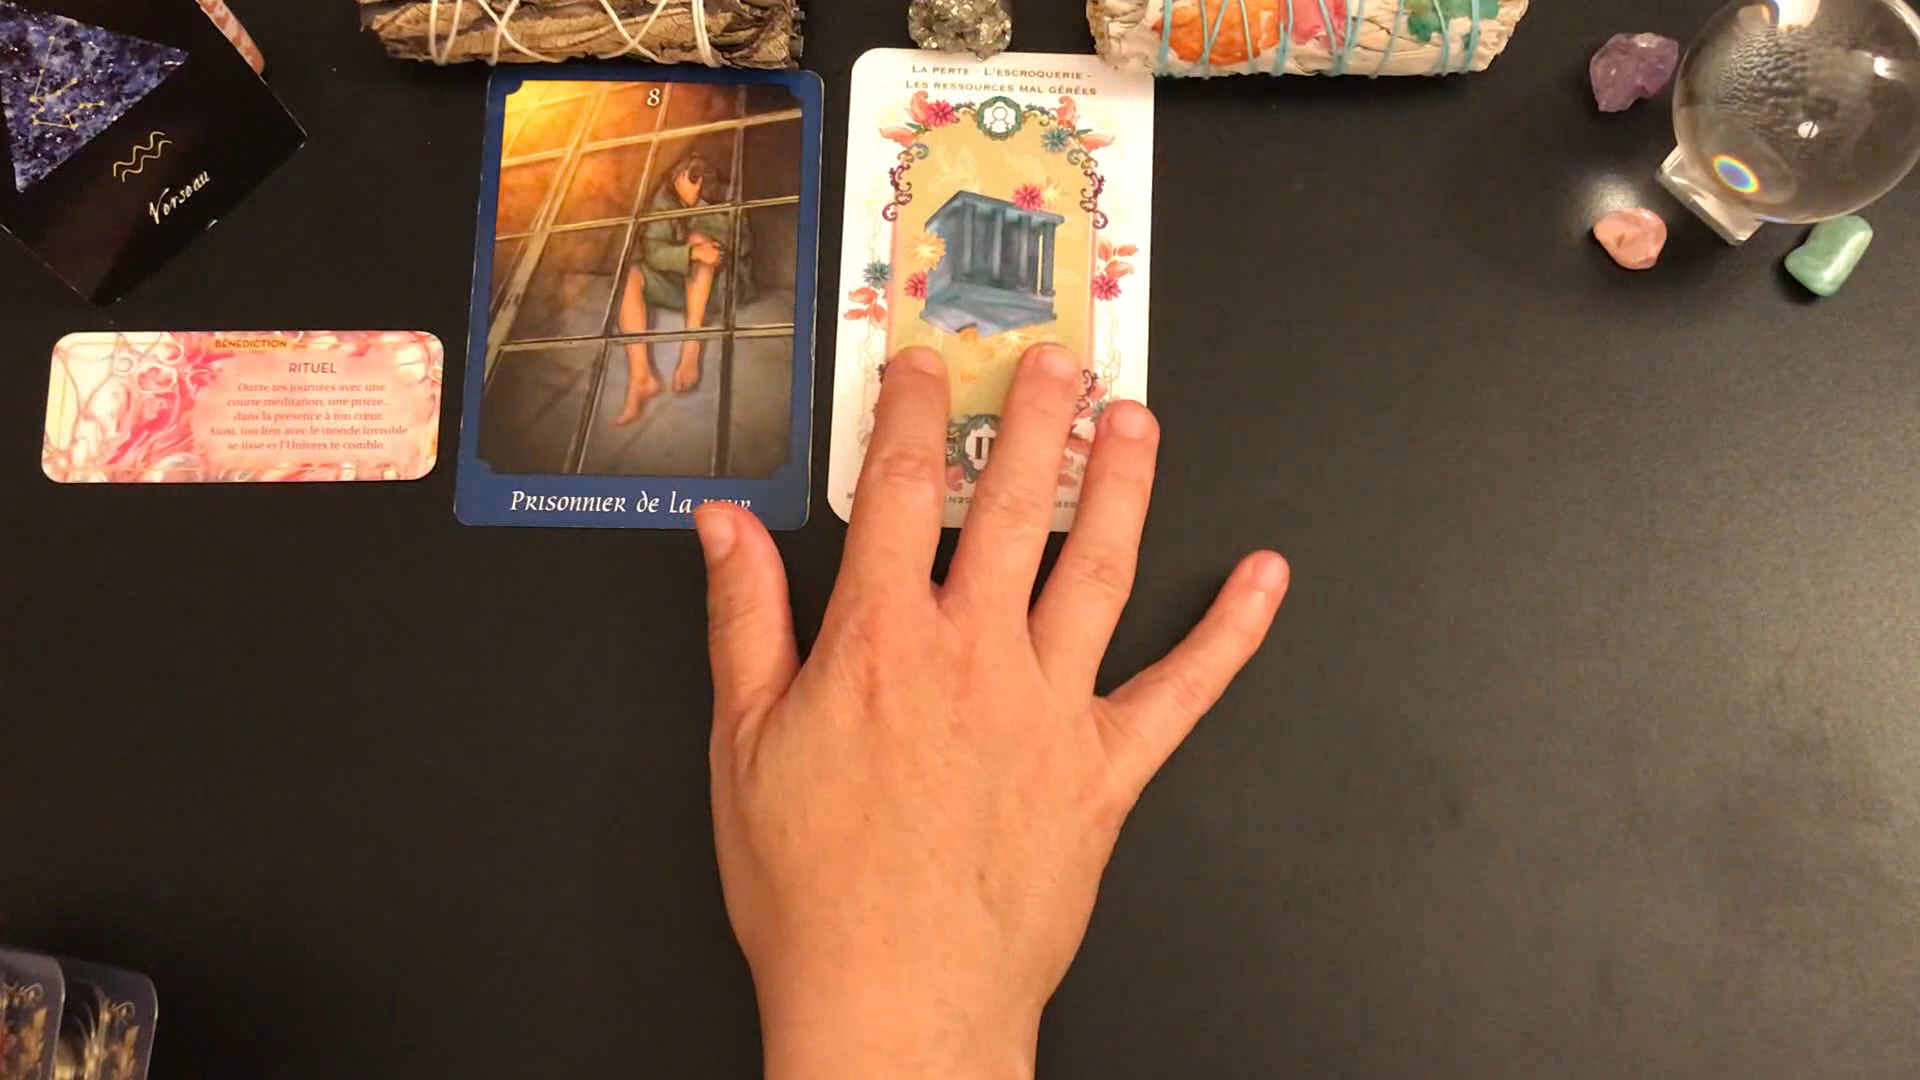 Verseau
BÉNÉDICTION
RITUEL
Ouvre tes journées avec une
courte méditation, une prière...
dans la présence à ton cœur.
Ainsi, ton lien avec le monde invisible
se tisse et l'Univers te comble.
8
PRISONNIER de La
LA PERTE - L'ESCROQUERIE -
LES RESSOURCES MAL GÉRÉES